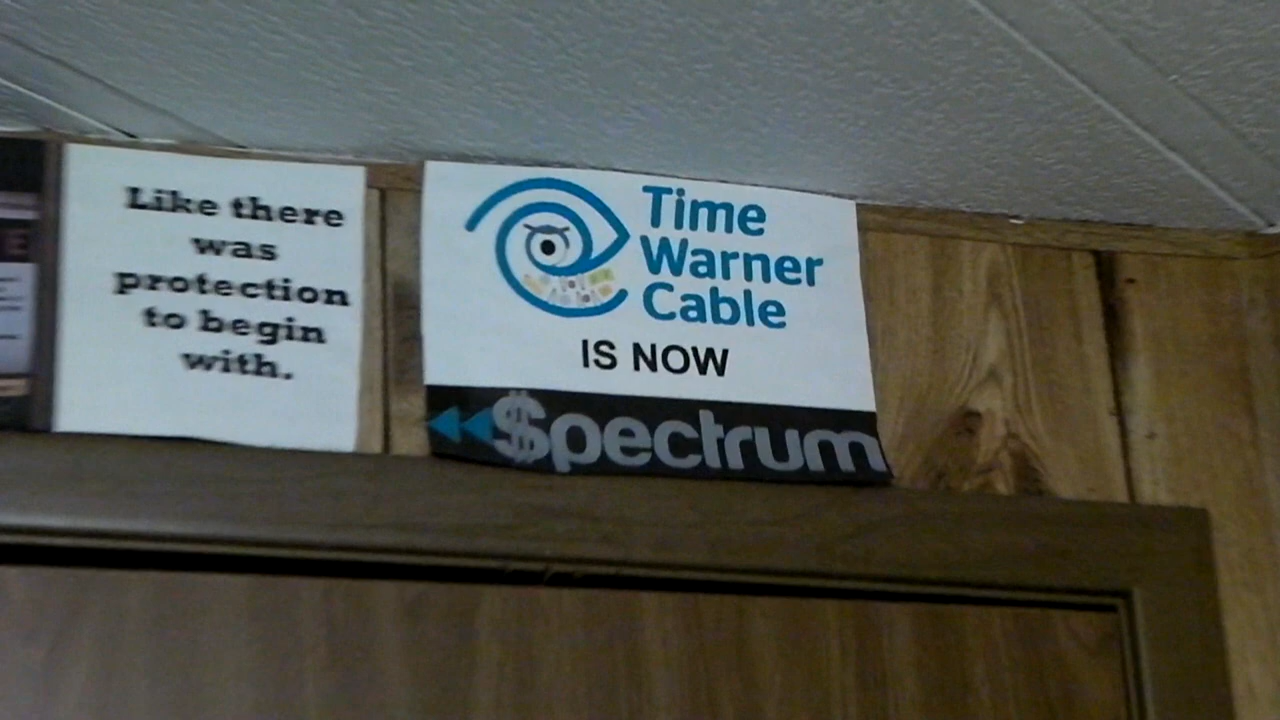 Like there
was
protection
to begin
with.
Time
Warner
Cable
IS NOW
$pectrum